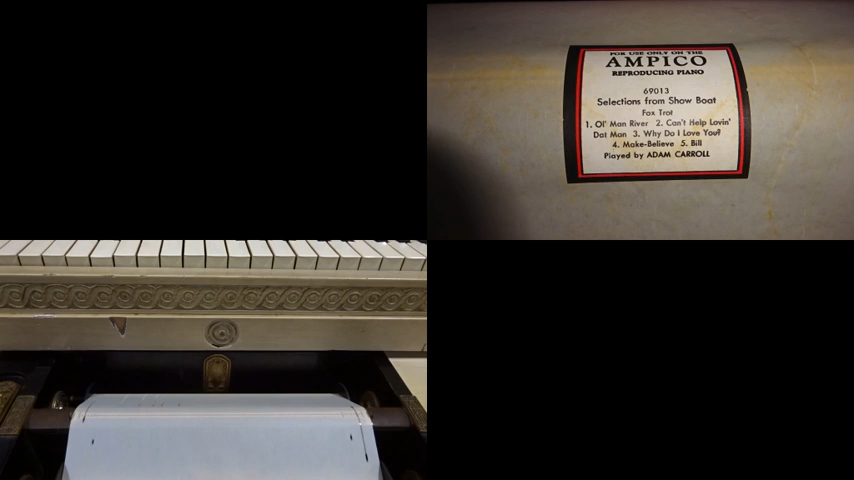 FOR USE ONLY ON THE
AMPICO
REPRODUCING PIANO
69013
Selections from Show Boat
Fox Trot
1. Ol' Man River 2. Can't Help Lovin'
Dat Man 3. Why Do I Love You?
4. Make-Believe 5. Bill
Played by ADAM CARROLL